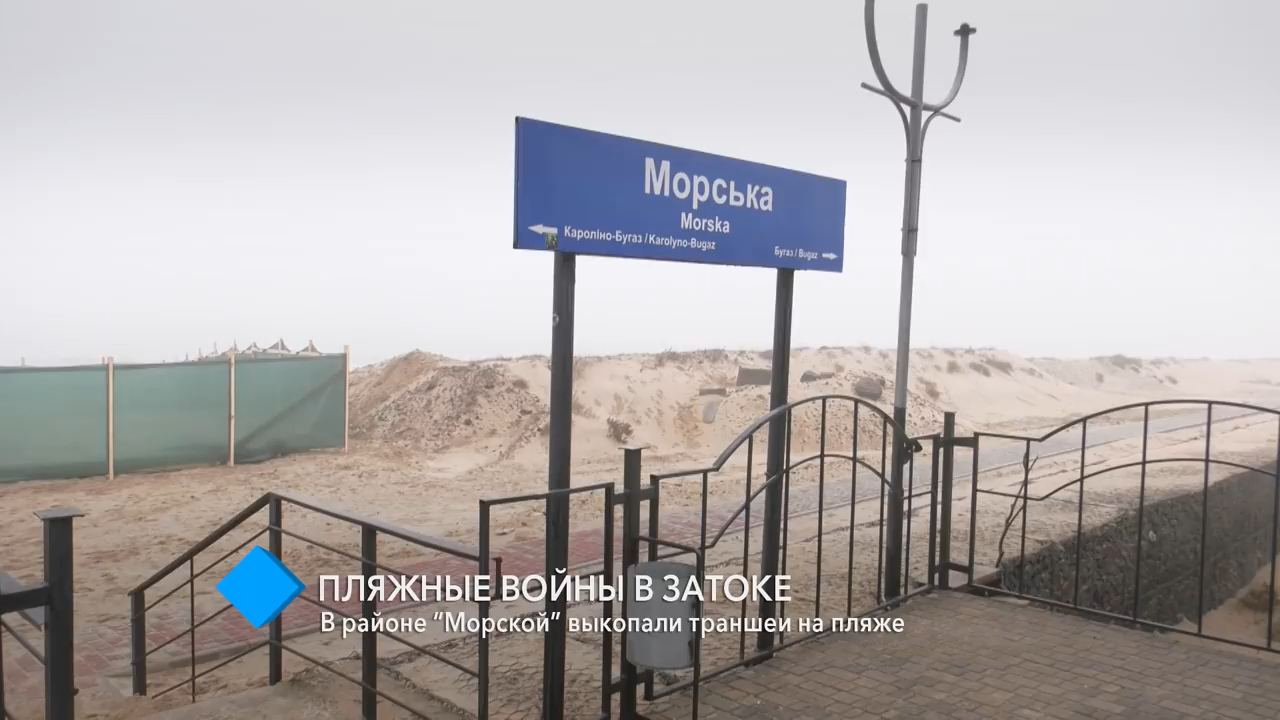 Морська
Morska
Кароліно-Бугаз / Karolyno-Bugaz
Бугаз / Bugaz
ПЛЯЖНЫЕ ВОЙНЫ В ЗАТОКЕ
В районе “Морской” выкопали траншеи на пляже